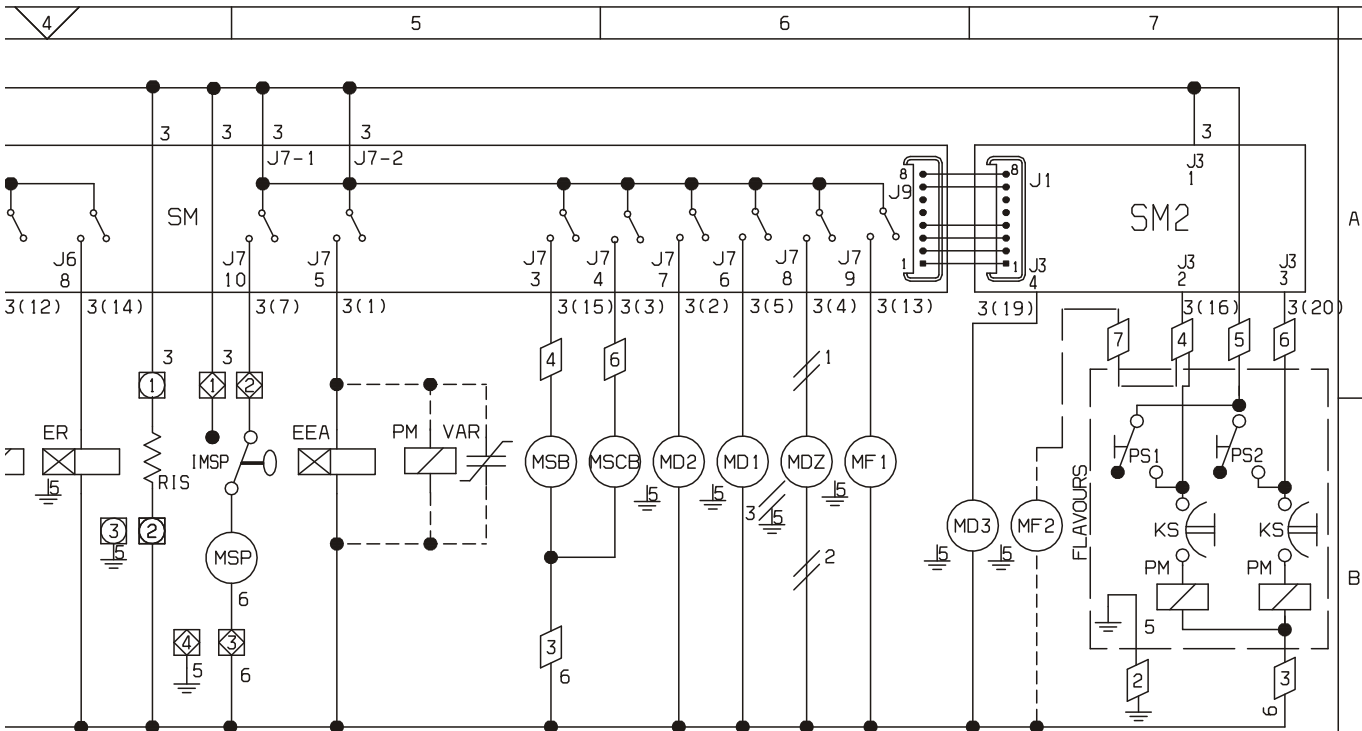 4 5 6 7
3 3 3 3 3
J7-1 J7-2
J3
1
8 J9 8 J1
SM SM2 A
J6
8
J7
10
J7
5
J7
3
J7
4
J7
7
J7
6
J7
8
J7
9
1 1
J3
4
J3
2
J3
3
3(12) 3(14) 3(7) 3(1) 3(15) 3(3) 3(2) 3(5) 3(4) 3(13) 3(19) 3(16) 3(20)
7 4 5 6
3 3 4 6 1
1 1 2
ER IMSP EEA PM VAR MSB MSCB MD2 MD1 MDZ MF1 PS1 PS2
RIS
5 5 5 3 5 5
3 2
5
MSP
MD3 MF2
5 5
FLAVOURS
KS KS
PM PM
2
B
6
4 3
5 6
3
6
5
2 3
6